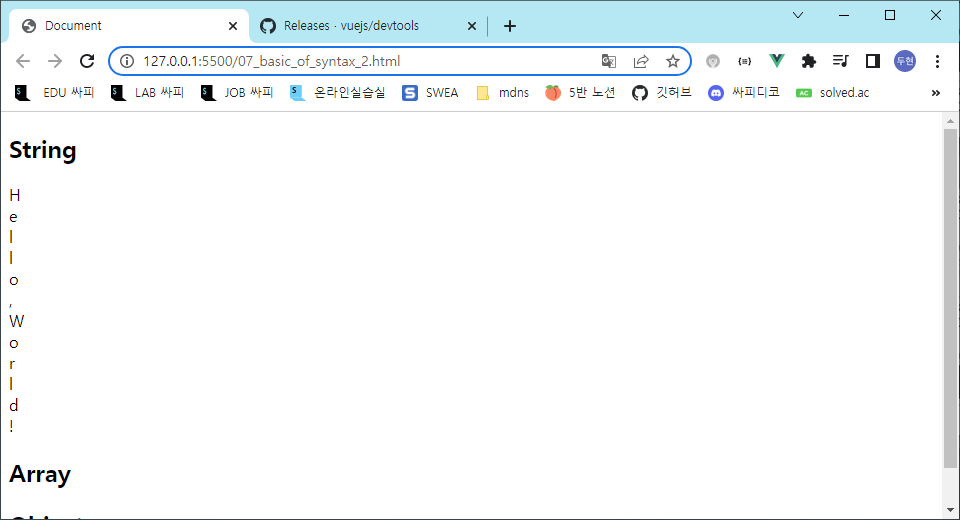 Document
Releases · vuejs/devtools
127.0.0.1:5500/07_basic_of_syntax_2.html
두현
EDU 싸피 LAB 싸피 JOB 싸피 온라인실습실 S SWEA mdns 5반 노션 깃허브 싸피디코 AC solved.ac »
String
H
e
l
l
o
,
W
o
r
l
d
!
Array
Object